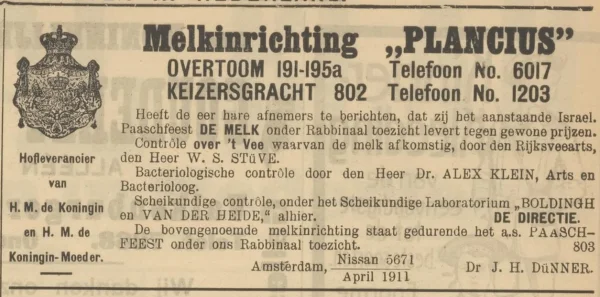 Melkinrichting „PLANCIUS”
OVERTOOM 191-195a Telefoon No. 6017
KEIZERSGRACHT 802 Telefoon No. 1203
Hofleverancier
van
H. M. de Koningin
en H. M. de
Koningin-Moeder.
Heeft de eer hare afnemers te berichten, dat zij het aanstaande Israel.
Paaschfeest DE MELK onder Rabbinaal toezicht levert tegen gewone prijzen.
Contrôle over 't Vee waarvan de melk afkomstig, door den Rijksveearts,
den Heer W. S. STüVE.
Bacteriologische contrôle door den Heer Dr. ALEX KLEIN, Arts en
Bacterioloog.
Scheikundige contrôle, onder het Scheikundige Laboratorium „BOLDINGH
en VAN DER HEIDE,” alhier. DE DIRECTIE.
De bovengenoemde melkinrichting staat gedurende het a.s. PAASCH-
FEEST onder ons Rabbinaal toezicht. 803
Amsterdam, Nissan 5671
April 1911 Dr J. H. DüNNER.